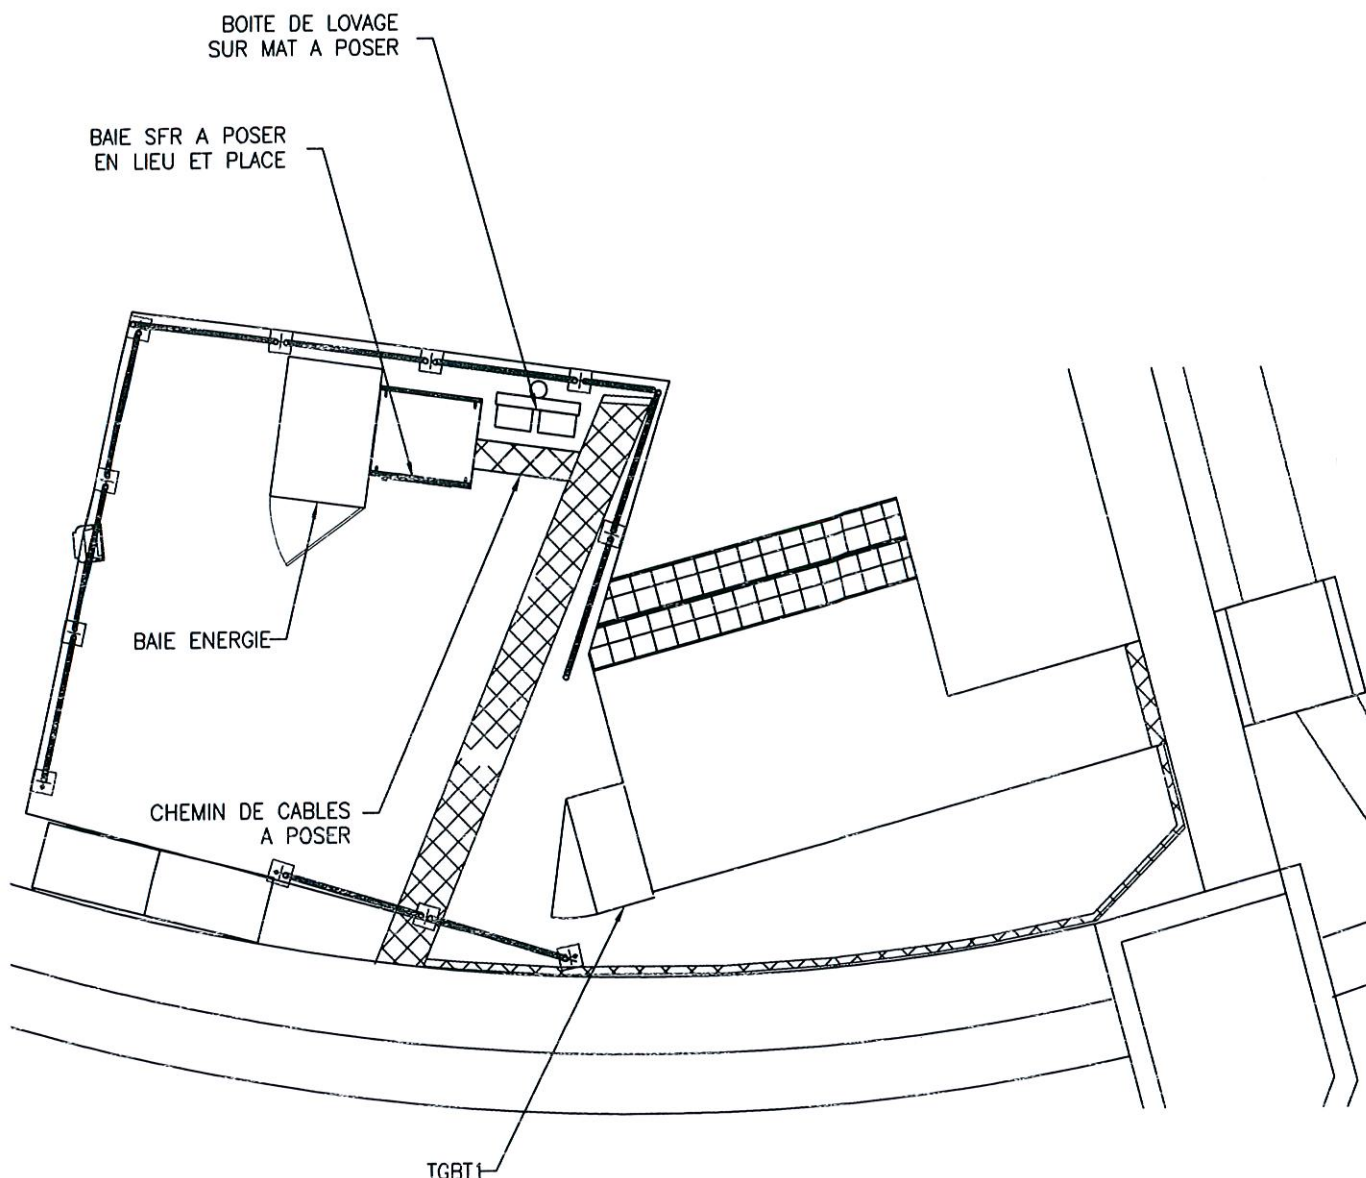 BOITE DE LOVAGE
SUR MAT A POSER
BAIE SFR A POSER
EN LIEU ET PLACE
BAIE ENERGIE
CHEMIN DE CABLES
A POSER
TGBT1